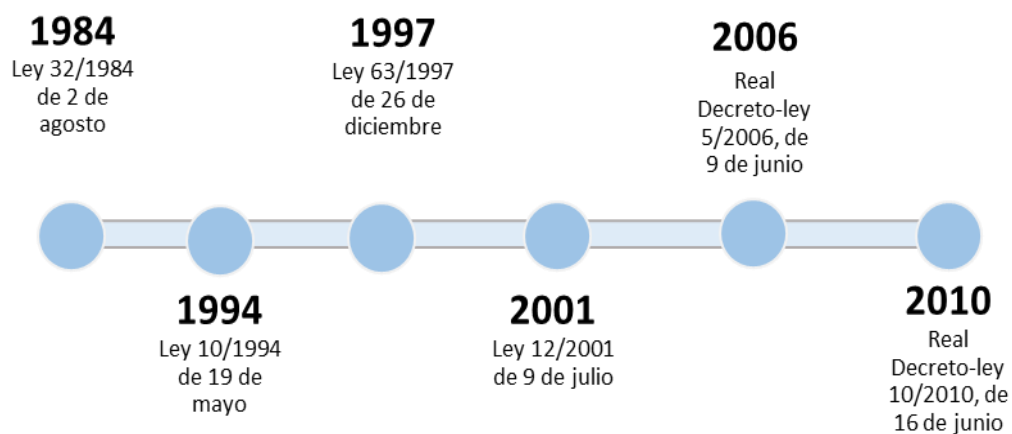 1984
Ley 32/1984
de 2 de
agosto
1994
Ley 10/1994
de 19 de
mayo
1997
Ley 63/1997
de 26 de
diciembre
2001
Ley 12/2001
de 9 de julio
2006
Real
Decreto-ley
5/2006, de
9 de junio
2010
Real
Decreto-ley
10/2010, de
16 de junio